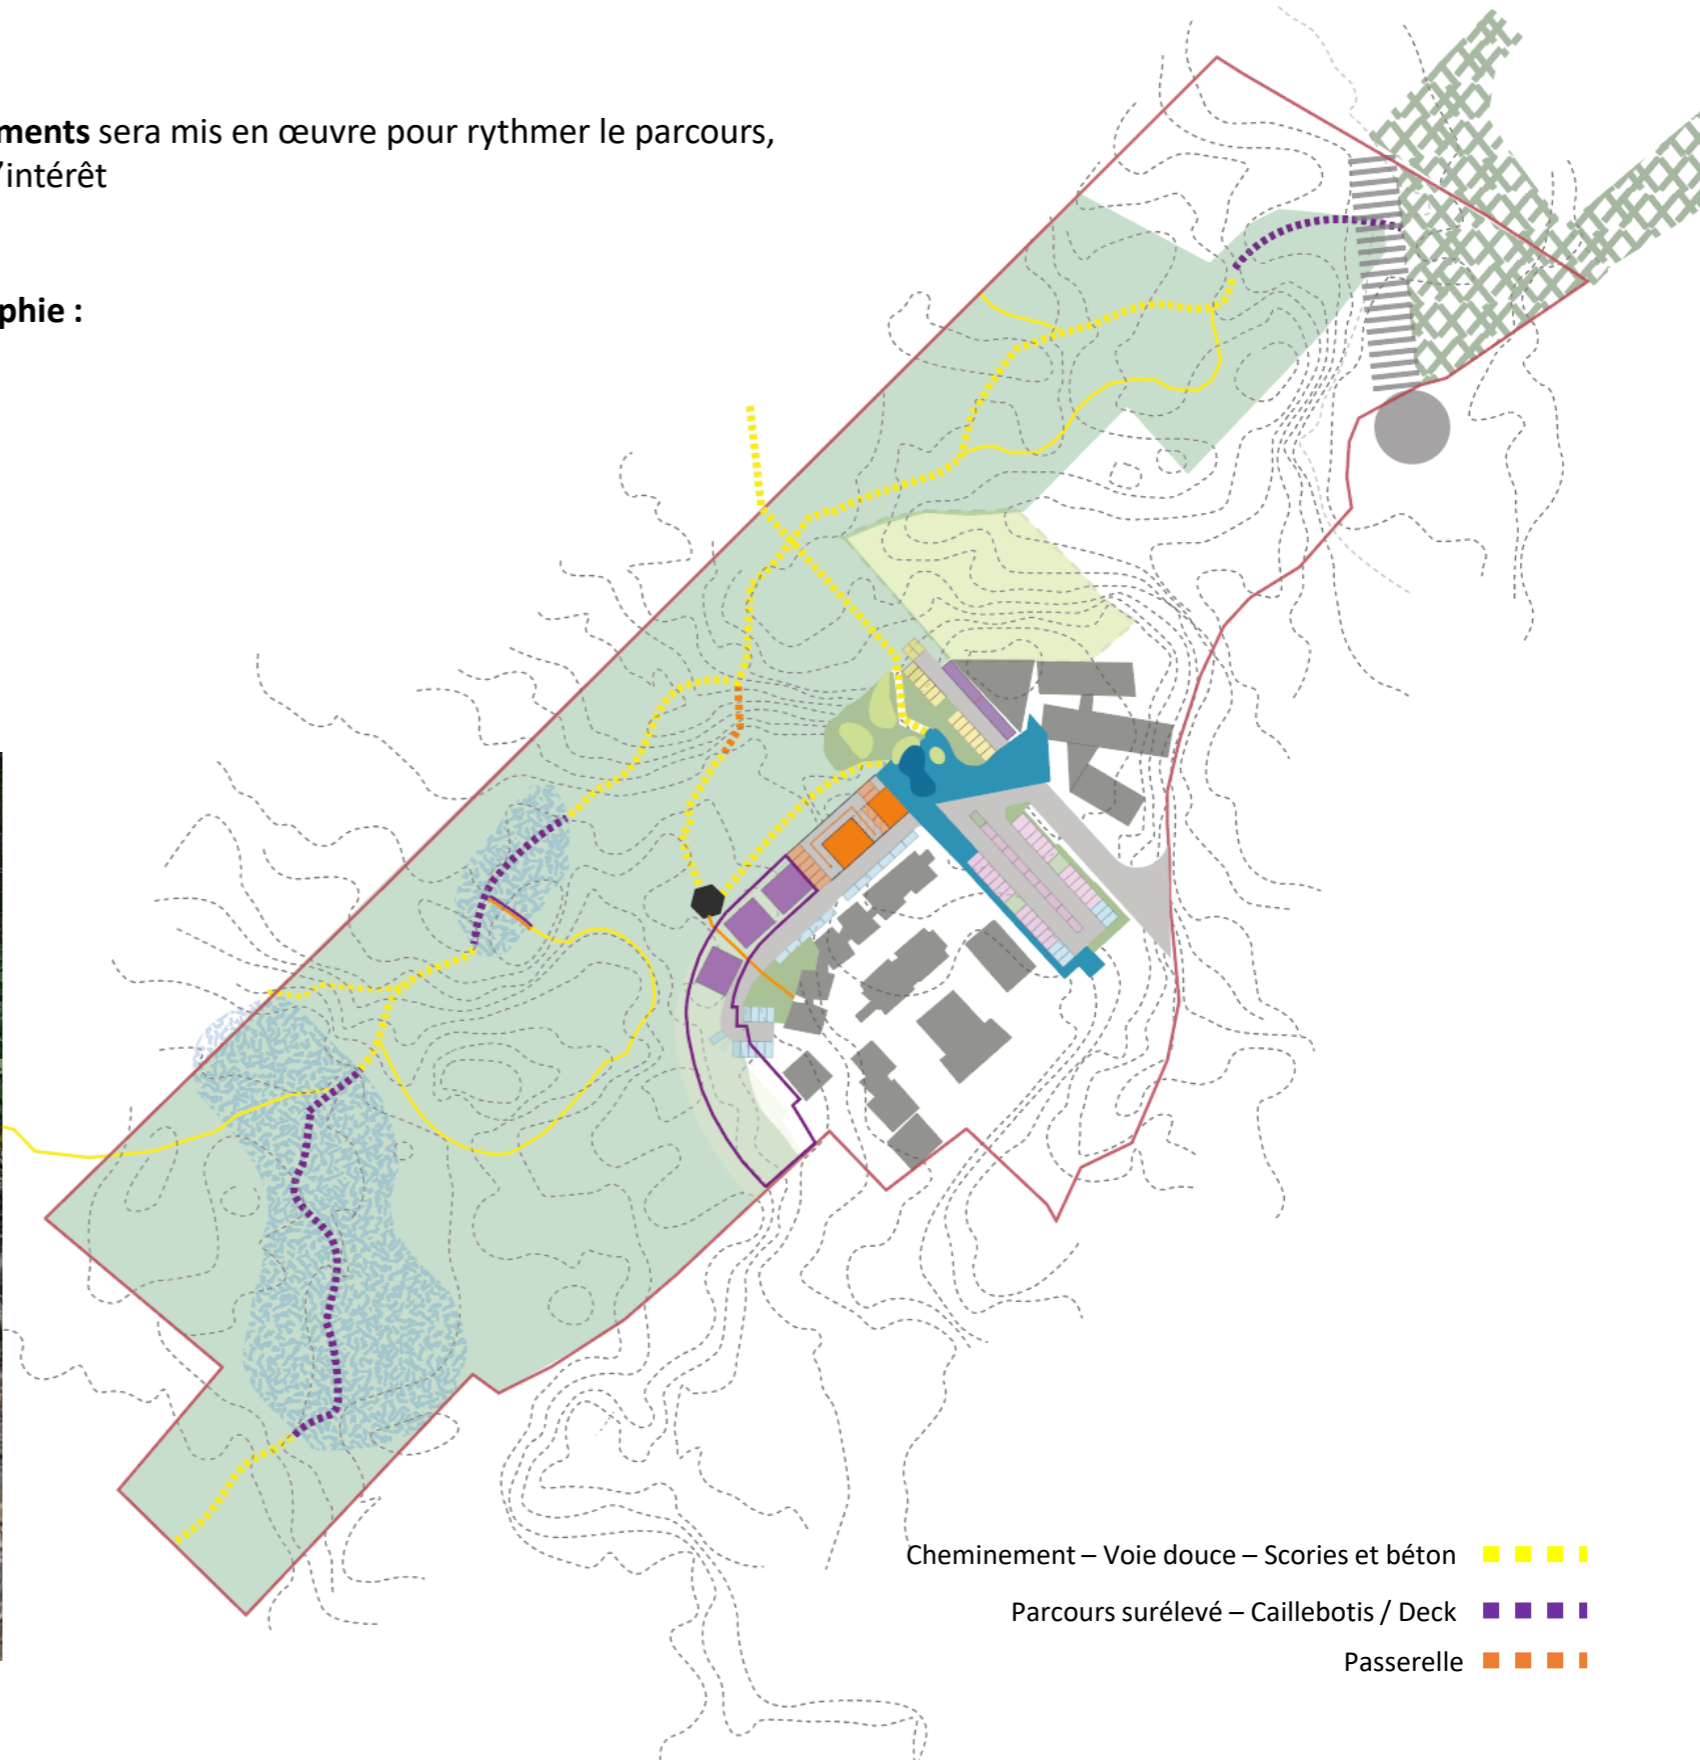 ments sera mis en œuvre pour rythmer le parcours,
'intérêt
phie :
Cheminement – Voie douce – Scories et béton
Parcours surélevé – Caillebotis / Deck
Passerelle